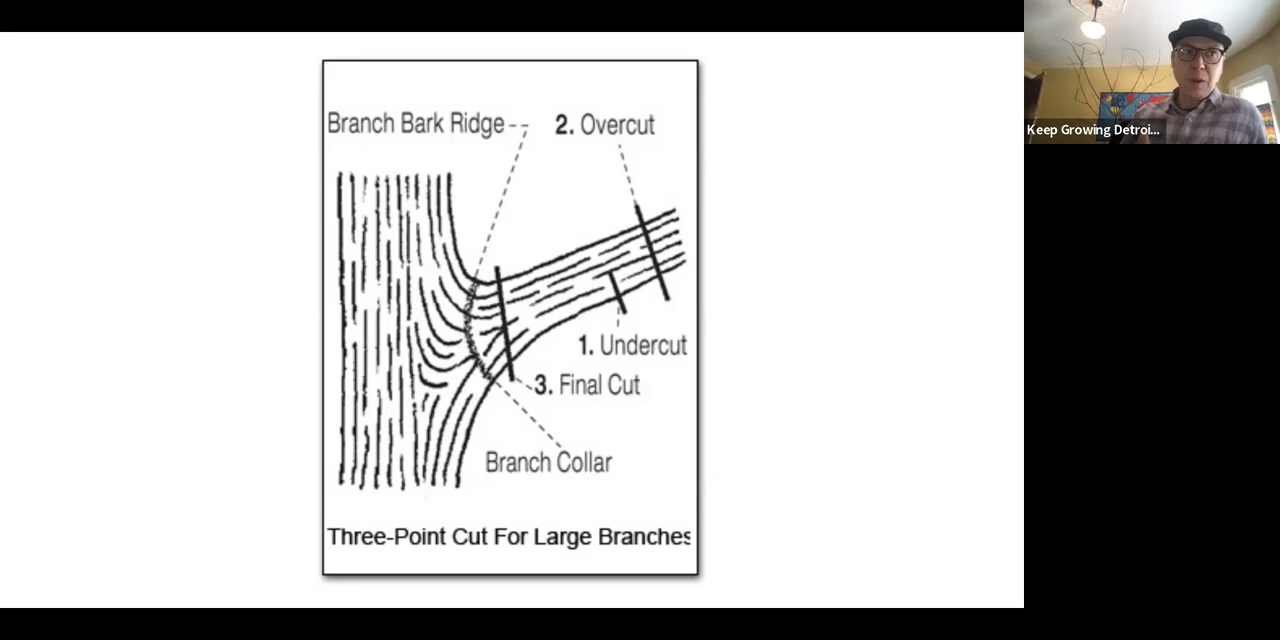 Branch Bark Ridge
2. Overcut
1. Undercut
3. Final Cut
Branch Collar
Three-Point Cut For Large Branches
Keep Growing Detroi...